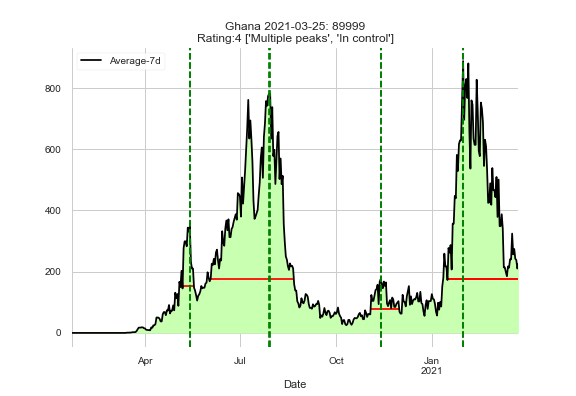 Ghana 2021-03-25: 89999
Rating:4 ['Multiple peaks', 'In control']
Average-7d
800
600
400
200
0
Apr
Jul
Oct
Jan
2021
Date